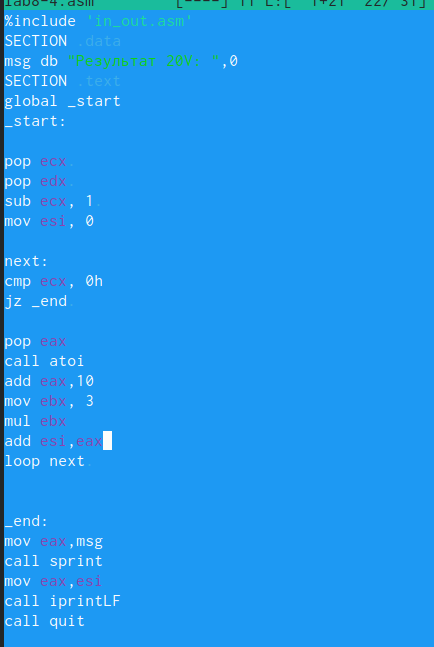 lab8-4.asm [----] 11 L:[ 1+21 22/ 31]
%include 'in_out.asm'
SECTION .data
msg db ",0
SECTION .text
global _start
_start:
pop ecx
pop edx
sub ecx, 1
mov esi, 0
next:
cmp ecx, 0h
jz _end
pop eax
call atoi
add eax,10
mov ebx, 3
mul ebx
add esi,eax
loop next
_end:
mov eax,msg
call sprint
mov eax,esi
call iprintLF
call quit